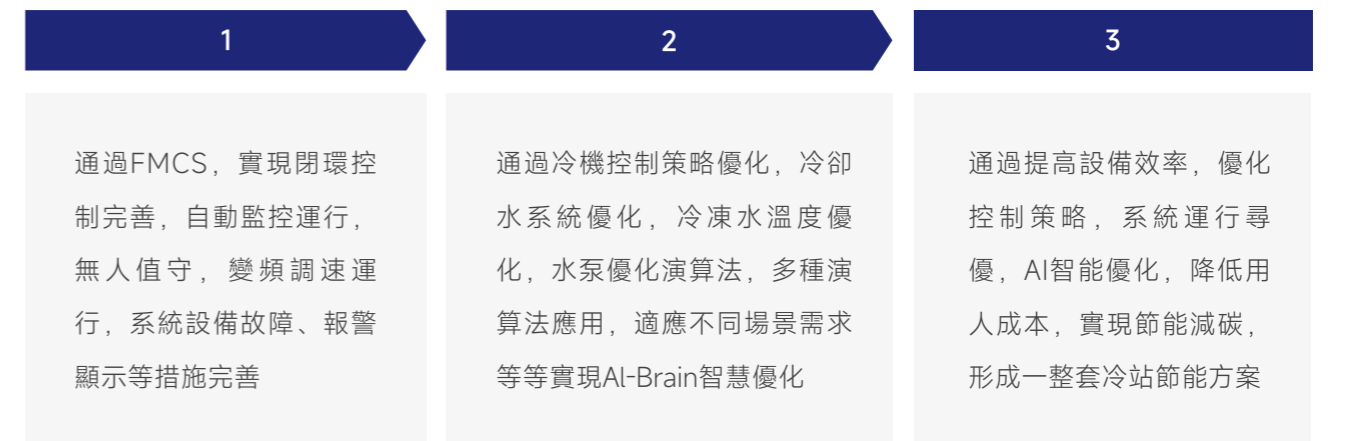 1
通過FMCS，實現閉環控
制完善，自動監控運行，
無人值守，變頻調速運
行，系統設備故障、報警
顯示等措施完善
2
通過冷機控制策略優化，冷卻
水系統優化，冷凍水溫度優
化，水泵優化演算法，多種演
算法應用，適應不同場景需求
等等實現Al-Brain智慧優化
3
通過提高設備效率，優化
控制策略，系統運行尋
優，AI智能優化，降低用
人成本，實現節能減碳，
形成一整套冷站節能方案